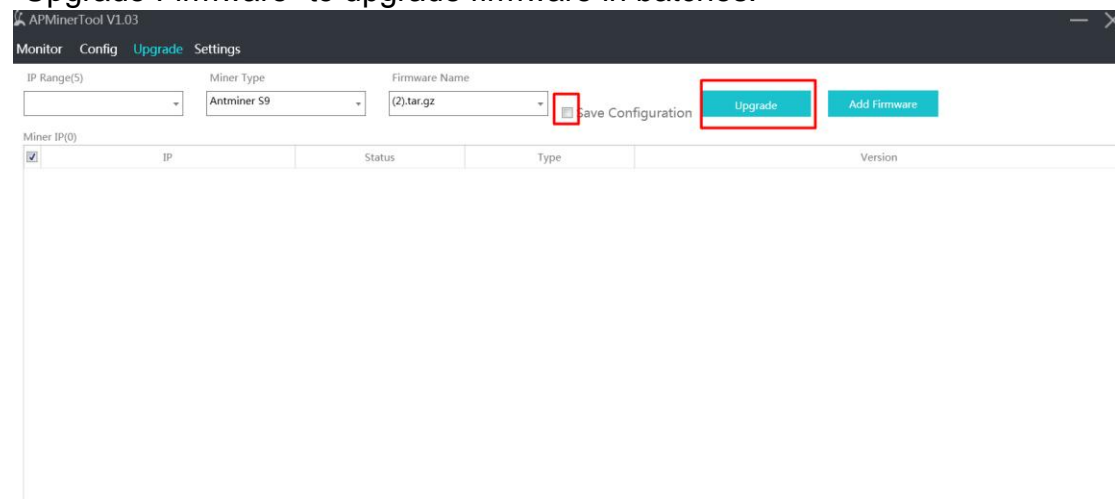 "Upgrade Firmware" to upgrade firmware in batches.
APMinerTool V1.03
Monitor Config Upgrade Settings
IP Range(5) Miner Type Firmware Name
Antminer S9 (2).tar.gz Save Configuration Upgrade Add Firmware
Miner IP(0)
IP Status Type Version